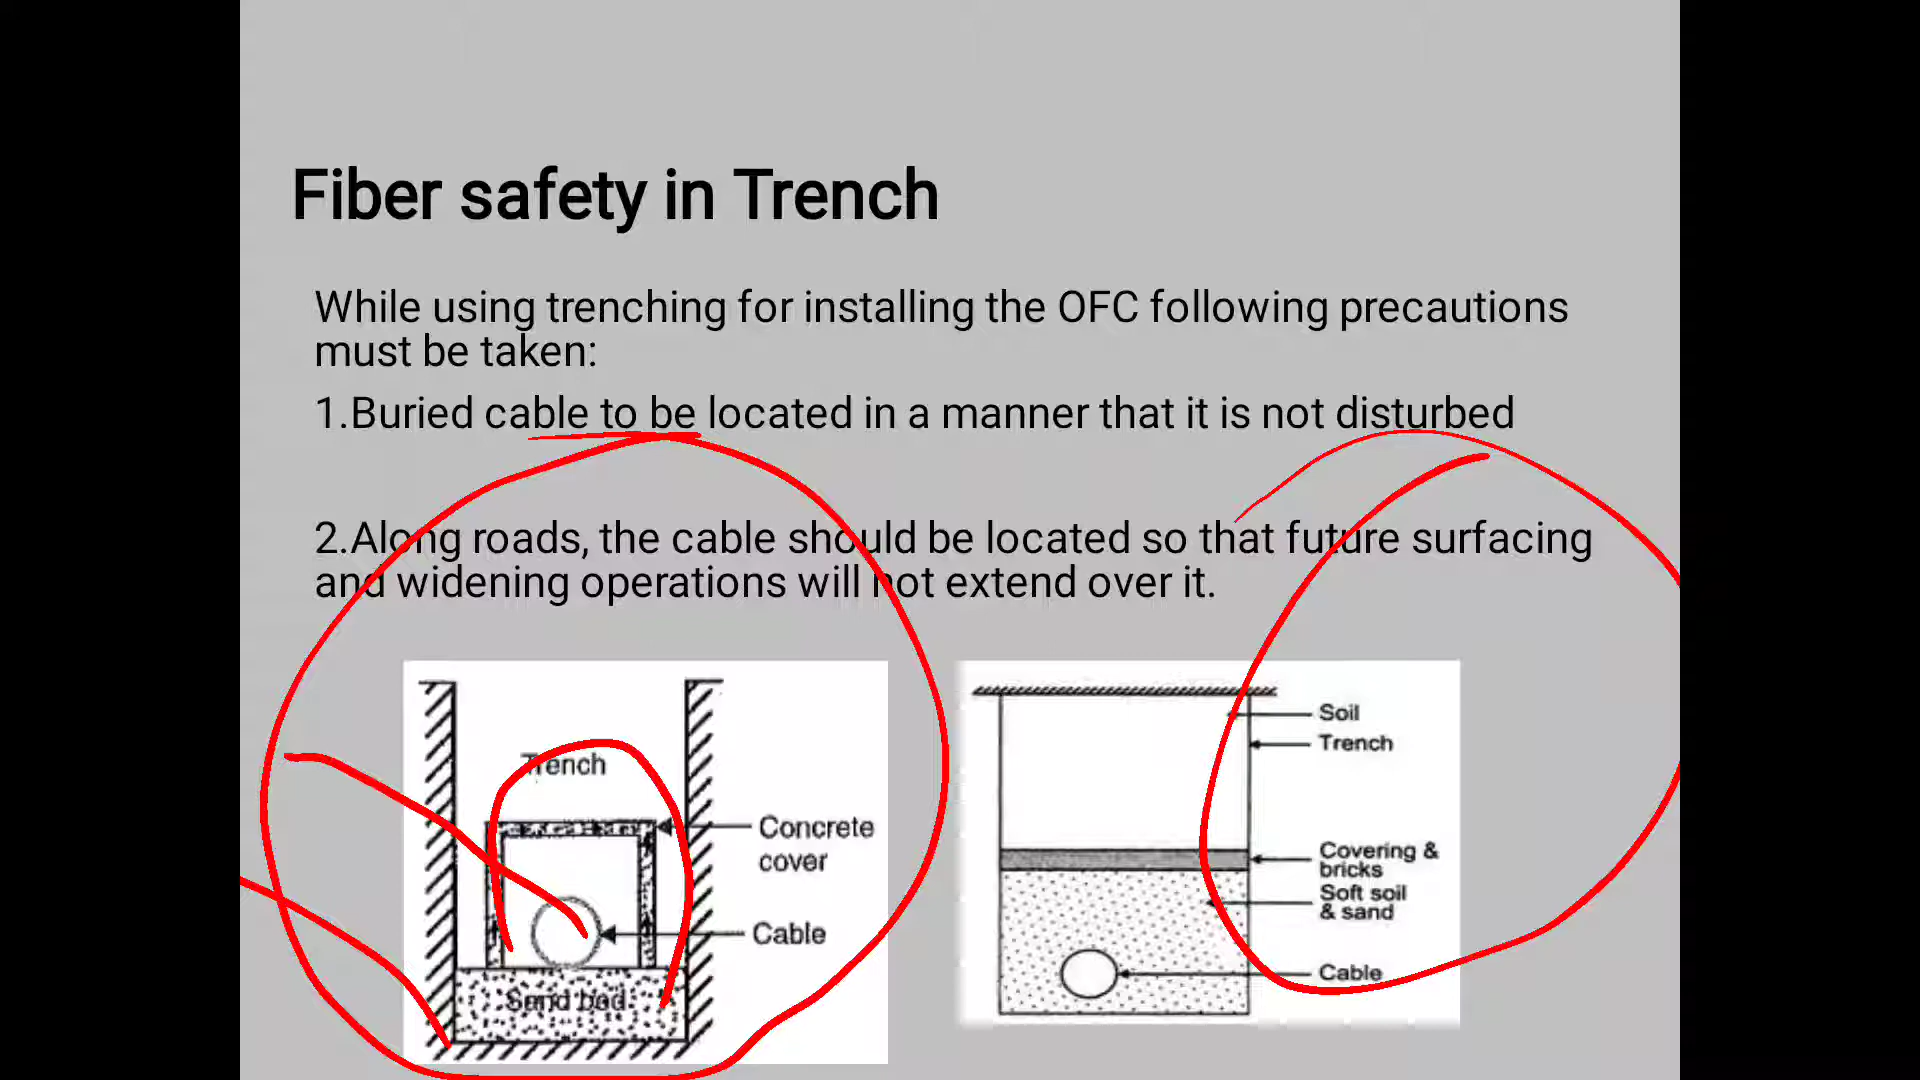 Fiber safety in Trench
While using trenching for installing the OFC following precautions
must be taken:
1.Buried cable to be located in a manner that it is not disturbed
2.Along roads, the cable should be located so that future surfacing
and widening operations will not extend over it.
Trench
Concrete
cover
Cable
Sand bed
Soil
Trench
Covering &
bricks
Soft soil
& sand
Cable